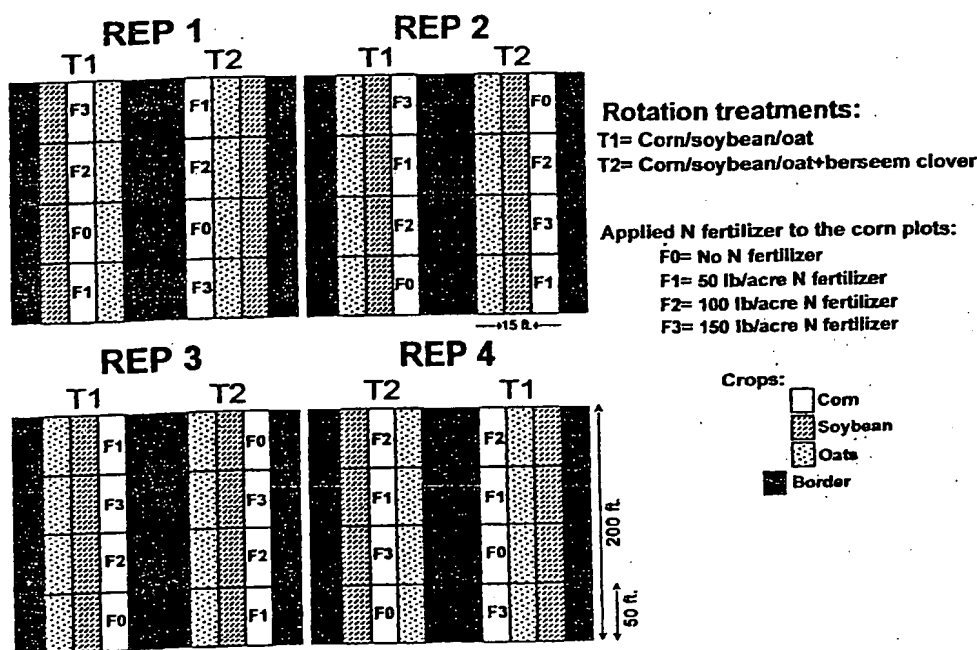 REP 1
T1 T2
F3 F1
F2 F2
F0 F0
F1 F3
REP 2
T1 T2
F3 F0
F1 F2
F2 F3
F0 F1
15 ft.
Rotation treatments:
T1= Corn/soybean/oat
T2= Corn/soybean/oat+berseem clover
Applied N fertilizer to the corn plots:
F0= No N fertilizer
F1= 50 lb/acre N fertilizer
F2= 100 lb/acre N fertilizer
F3= 150 lb/acre N fertilizer
REP 3
T1 T2
F1 F0
F3 F3
F2 F2
F0 F1
REP 4
T2 T1
F2 F2
F1 F1
F3 F0
F0 F3
200 ft.
50 ft.
Crops:
Corn
Soybean
Oats
Border